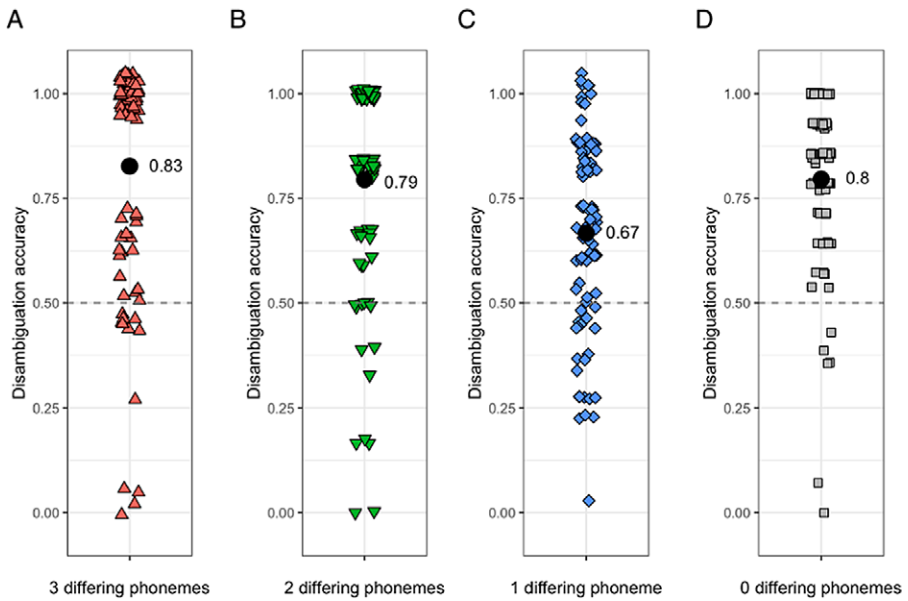 A
B
C
D
Disambiguation accuracy
1.00
0.75
0.50
0.25
0.00
0.83
3 differing phonemes
Disambiguation accuracy
1.00
0.75
0.50
0.25
0.00
0.79
2 differing phonemes
Disambiguation accuracy
1.00
0.75
0.50
0.25
0.00
0.67
1 differing phoneme
Disambiguation accuracy
1.00
0.75
0.50
0.25
0.00
0.8
0 differing phonemes